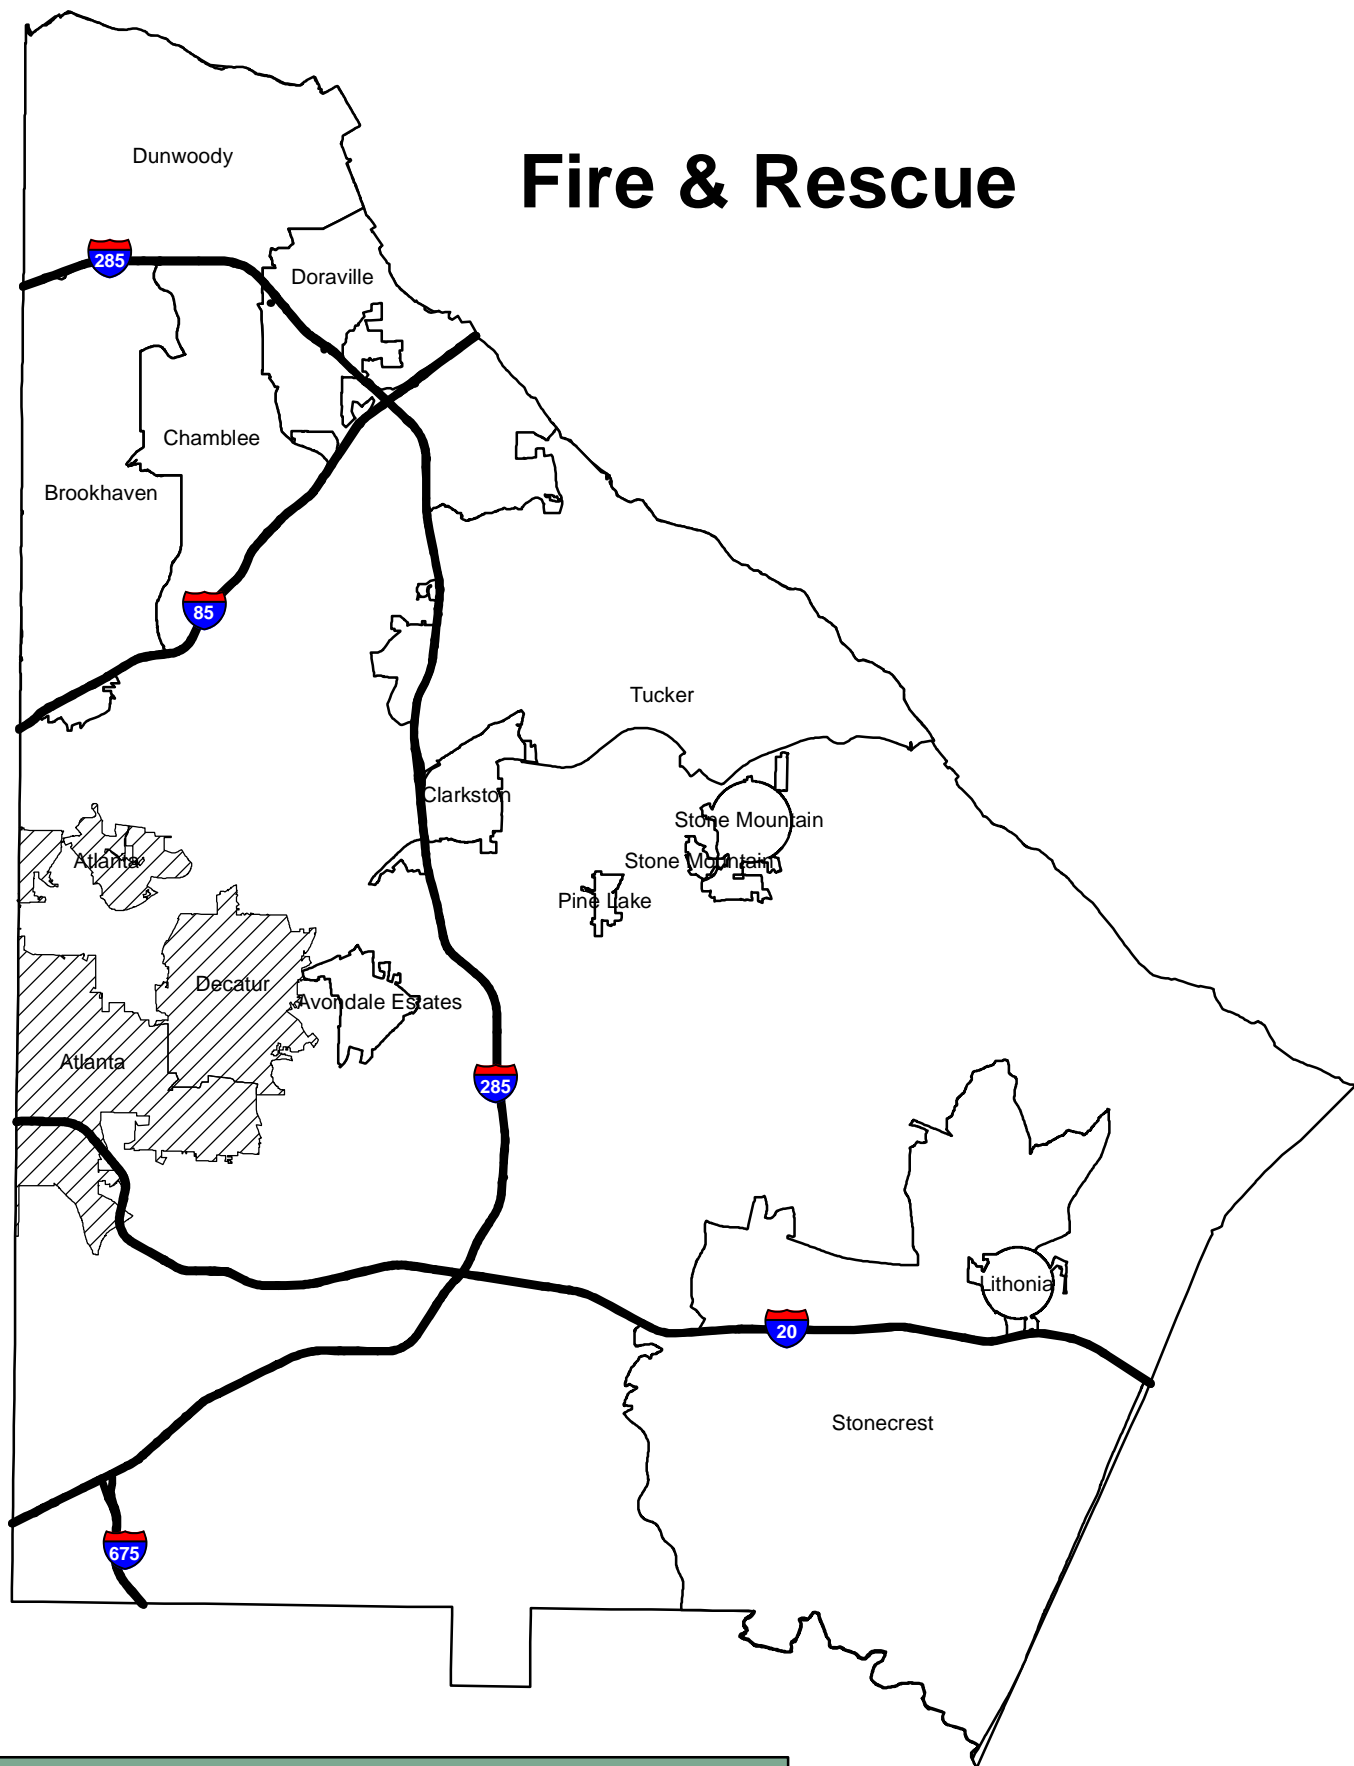 Dunwoody
Fire & Rescue
285
Doraville
Chamblee
Brookhaven
85
Tucker
Clarkston
Stone Mountain
Atlanta
Stone Mountain
Pine Lake
Decatur
Avondale Estates
Atlanta
285
Lithonia
20
Stonecrest
675